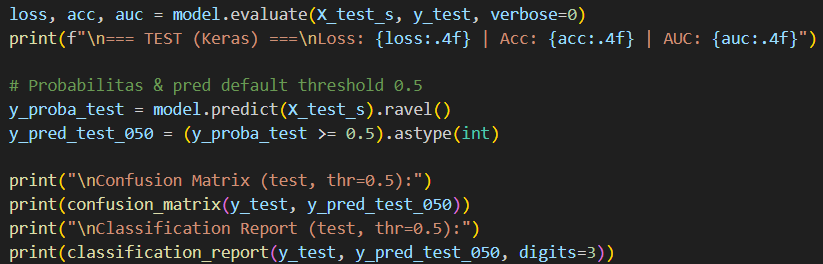 loss, acc, auc = model.evaluate(X_test_s, y_test, verbose=0)
print(f"\n=== TEST (Keras) ===\nLoss: {loss:.4f} | Acc: {acc:.4f} | AUC: {auc:.4f}")
# Probabilitas & pred default threshold 0.5
y_proba_test = model.predict(X_test_s).ravel()
y_pred_test_050 = (y_proba_test >= 0.5).astype(int)
print("\nConfusion Matrix (test, thr=0.5):")
print(confusion_matrix(y_test, y_pred_test_050))
print("\nClassification Report (test, thr=0.5):")
print(classification_report(y_test, y_pred_test_050, digits=3))